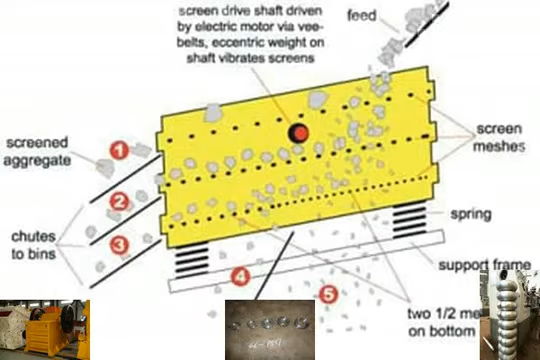 screen drive shaft driven
by electric motor via vee-
belts, eccentric weight on
shaft vibrates screens
feed
screened
aggregate
1
screen
meshes
2
chutes
to bins
3
spring
4
support frame
5
two 1/2 me
on bottom